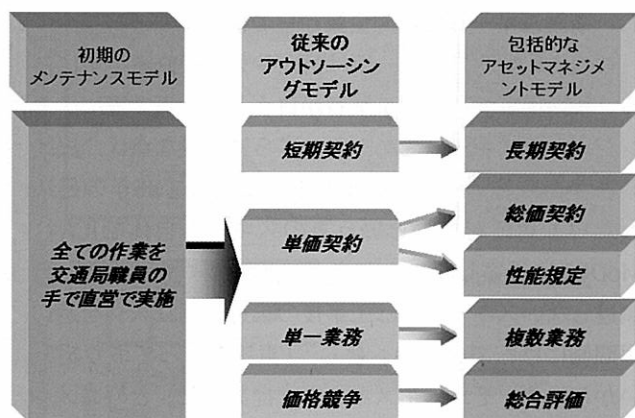 初期の
メンテナンスモデル
従来の
アウトソーシン
グモデル
包括的な
アセットマネジメ
ントモデル
全ての作業を
交通局職員の
手で直営で実施
短期契約
長期契約
単価契約
総価契約
性能規定
単一業務
複数業務
価格競争
総合評価